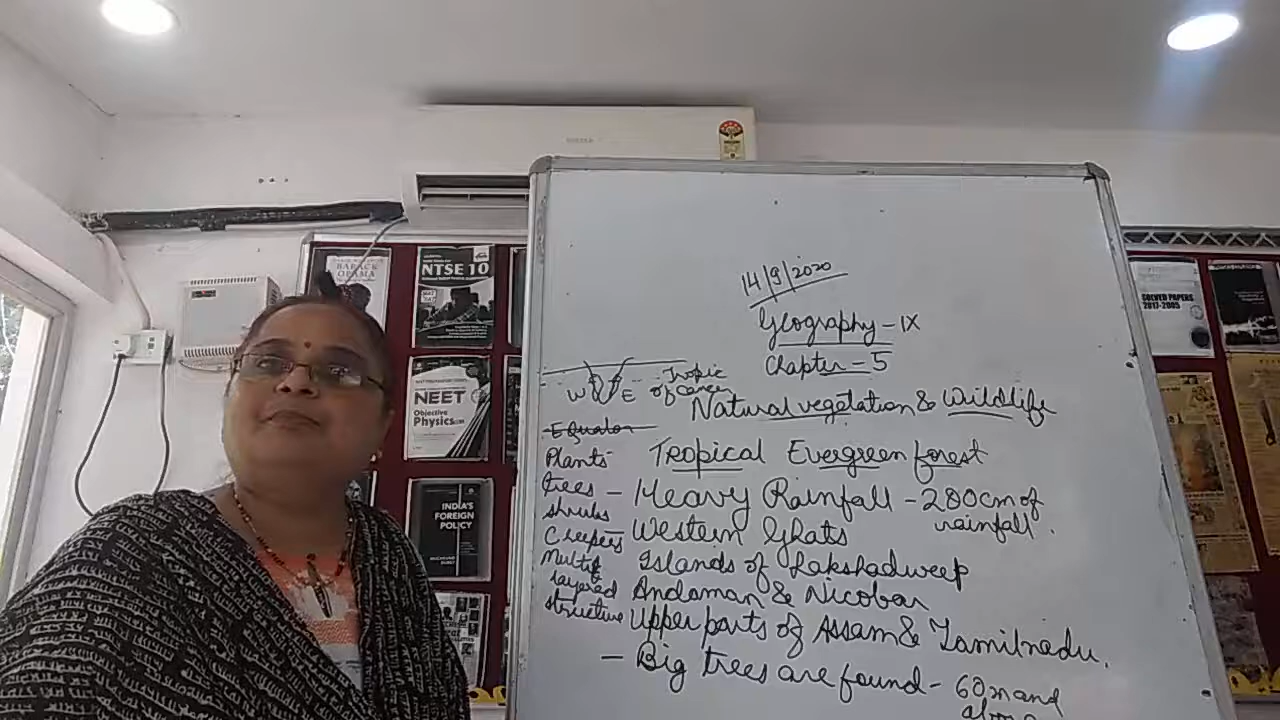 14/9/2020
Geography - IX
Chapter - 5
W E - Tropic of cancer
Natural vegetation & Wildlife
Equator
Tropical Evergreen forest
- Heavy Rainfall - 200cm of rainfall.
- Western Ghats
Islands of Lakshadweep
Andaman & Nicobar
Upper parts of Assam & Tamilnadu.
- Big trees are found - 60m and above
Plants
trees
shrubs
Creepers
Multi
layered
structure
BARACK OBAMA
NTSE 10
NEET
Objective
Physics
INDIA'S
FOREIGN
POLICY
SOLVED PAPERS
2017-2005